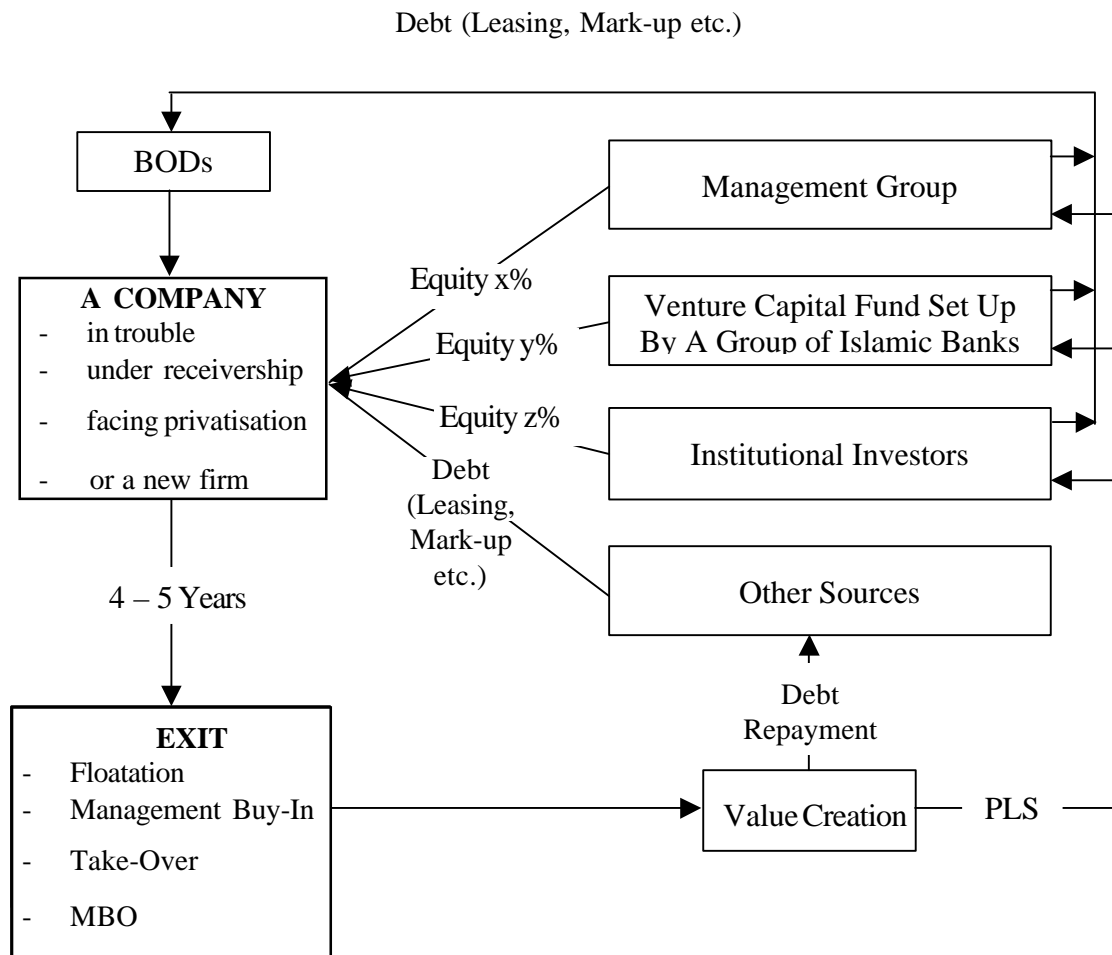 Debt (Leasing, Mark-up etc.)
BODs
Management Group
A COMPANY
- in trouble
- under receivership
- facing privatisation
- or a new firm
Equity x%
Equity y%
Equity z%
Debt
(Leasing,
Mark-up
etc.)
Venture Capital Fund Set Up
By A Group of Islamic Banks
Institutional Investors
Other Sources
4 – 5 Years
Debt
Repayment
EXIT
- Floatation
- Management Buy-In
- Take-Over
- MBO
Value Creation
PLS